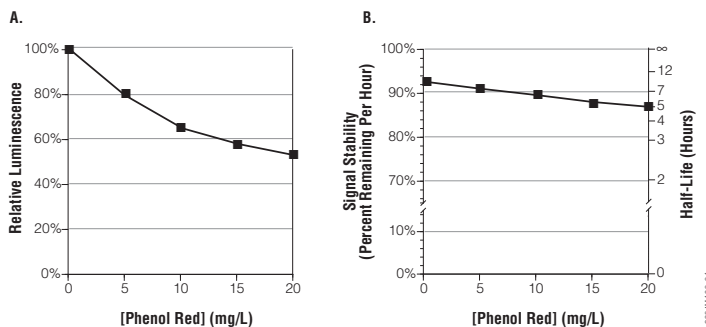 A.
100%
80%
60%
40%
20%
0%
Relative Luminescence
0 5 10 15 20
[Phenol Red] (mg/L)
B.
100%
90%
80%
70%
10%
0%
Signal Stability
(Percent Remaining Per Hour)
∞
12
7
5
4
3
2
0
Half-Life (Hours)
0 5 10 15 20
[Phenol Red] (mg/L)